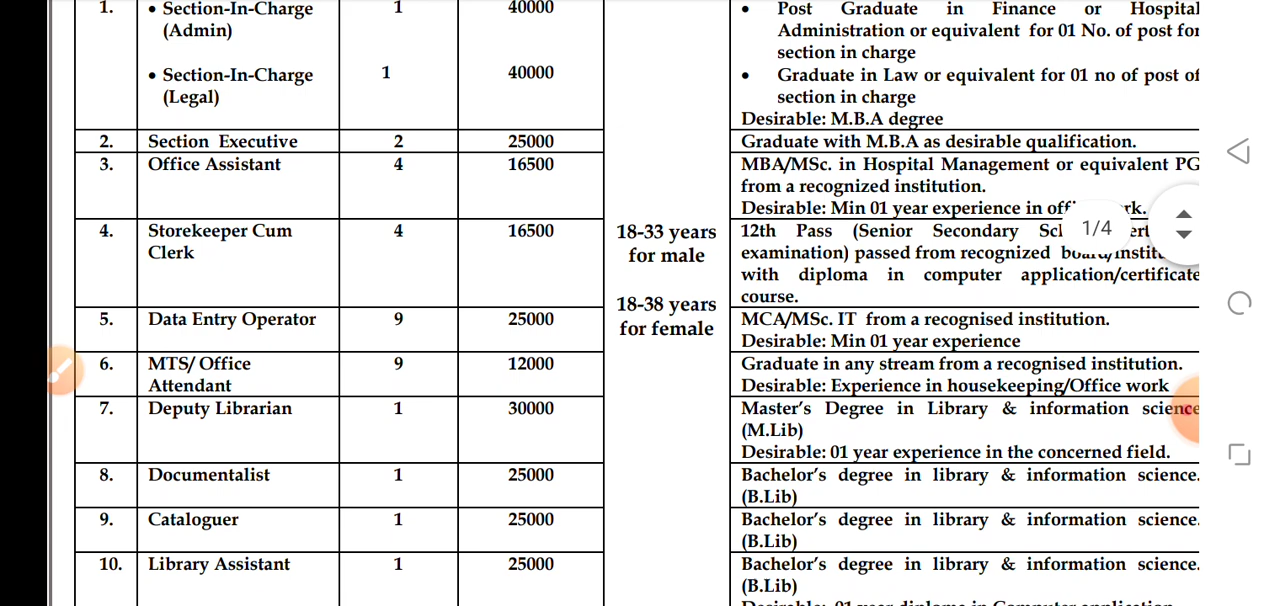 1. • Section-In-Charge (Admin) 1 40000 • Post Graduate in Finance or Hospital
Administration or equivalent for 01 No. of post for
section in charge
• Section-In-Charge (Legal) 1 40000 • Graduate in Law or equivalent for 01 no of post of
section in charge
Desirable: M.B.A degree
2. Section Executive 2 25000 Graduate with M.B.A as desirable qualification.
3. Office Assistant 4 16500 MBA/MSc. in Hospital Management or equivalent PG
from a recognized institution.
Desirable: Min 01 year experience in
1/4
4. Storekeeper Cum Clerk 4 16500 12th Pass (Senior Secondary
examination) passed from recognized
with diploma in computer application/certificate
course.
18-33 years
for male
18-38 years
for female
5. Data Entry Operator 9 25000 MCA/MSc. IT from a recognised institution.
Desirable: Min 01 year experience
6. MTS/ Office Attendant 9 12000 Graduate in any stream from a recognised institution.
Desirable: Experience in housekeeping/Office work
7. Deputy Librarian 1 30000 Master's Degree in Library & information science
(M.Lib)
Desirable: 01 year experience in the concerned field.
8. Documentalist 1 25000 Bachelor's degree in library & information science.
(B.Lib)
9. Cataloguer 1 25000 Bachelor's degree in library & information science.
(B.Lib)
10. Library Assistant 1 25000 Bachelor's degree in library & information science.
(B.Lib)